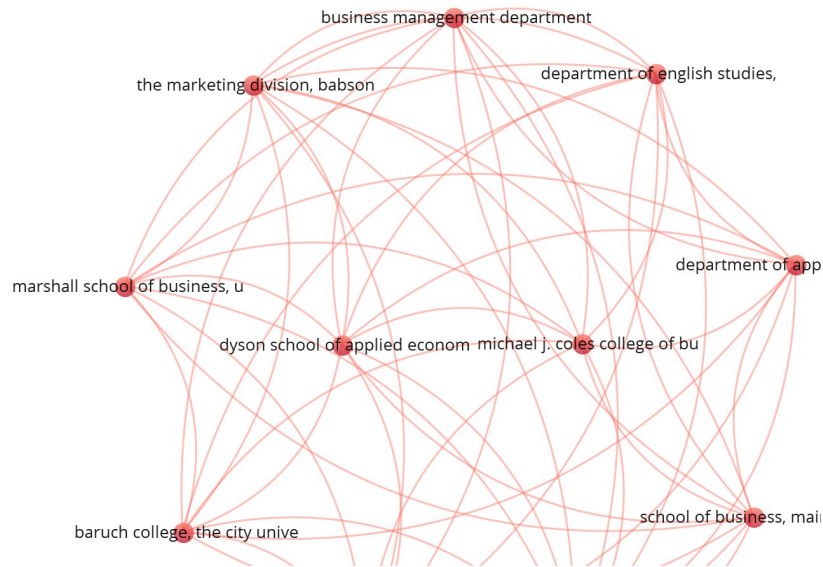 business management department
department of english studies,
the marketing division, babson
department of app
marshall school of business, u
dyson school of applied econom
michael j. coles college of bu
school of business, mai
baruch college, the city unive